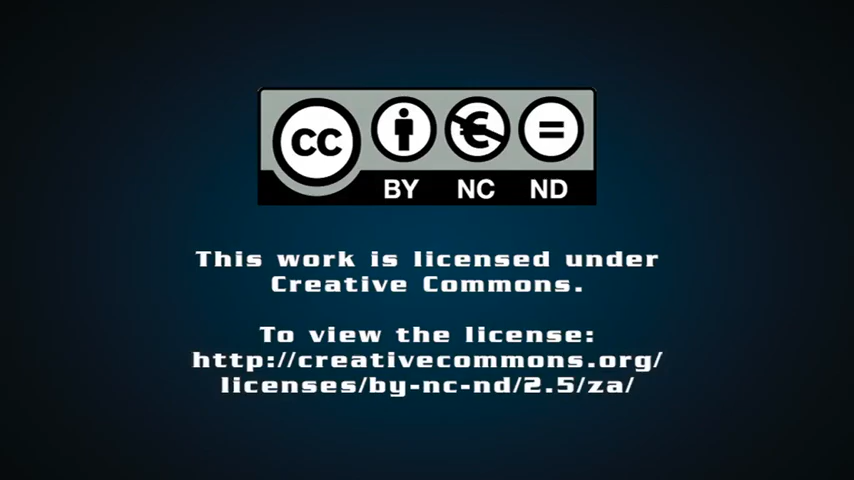 cc
BY NC ND
This work is licensed under
Creative Commons.
To view the license:
http://creativecommons.org/
licenses/by-nc-nd/2.5/za/